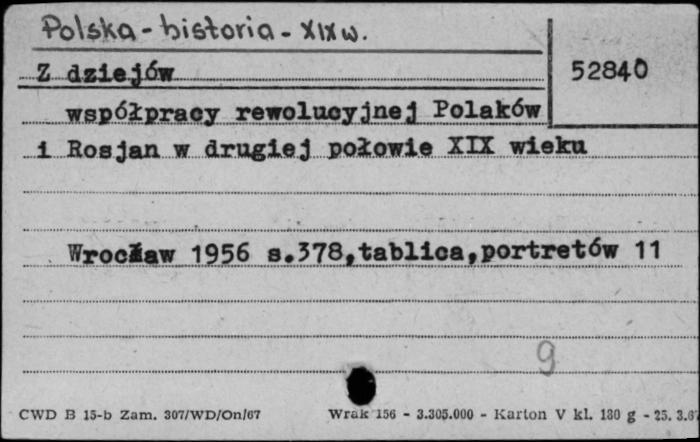 Polska - historia - XIX w.
Z dziejów
52840
współpracy rewolucyjnej Polaków
i Rosjan w drugiej połowie XIX wieku
Wrocław 1956 s.378,tablica,portretów 11
9
CWD B 15-b Zam. 307/WD/On/67 Wrak 156 - 3.305.000 - Karton V kl. 180 g - 25. 3.67